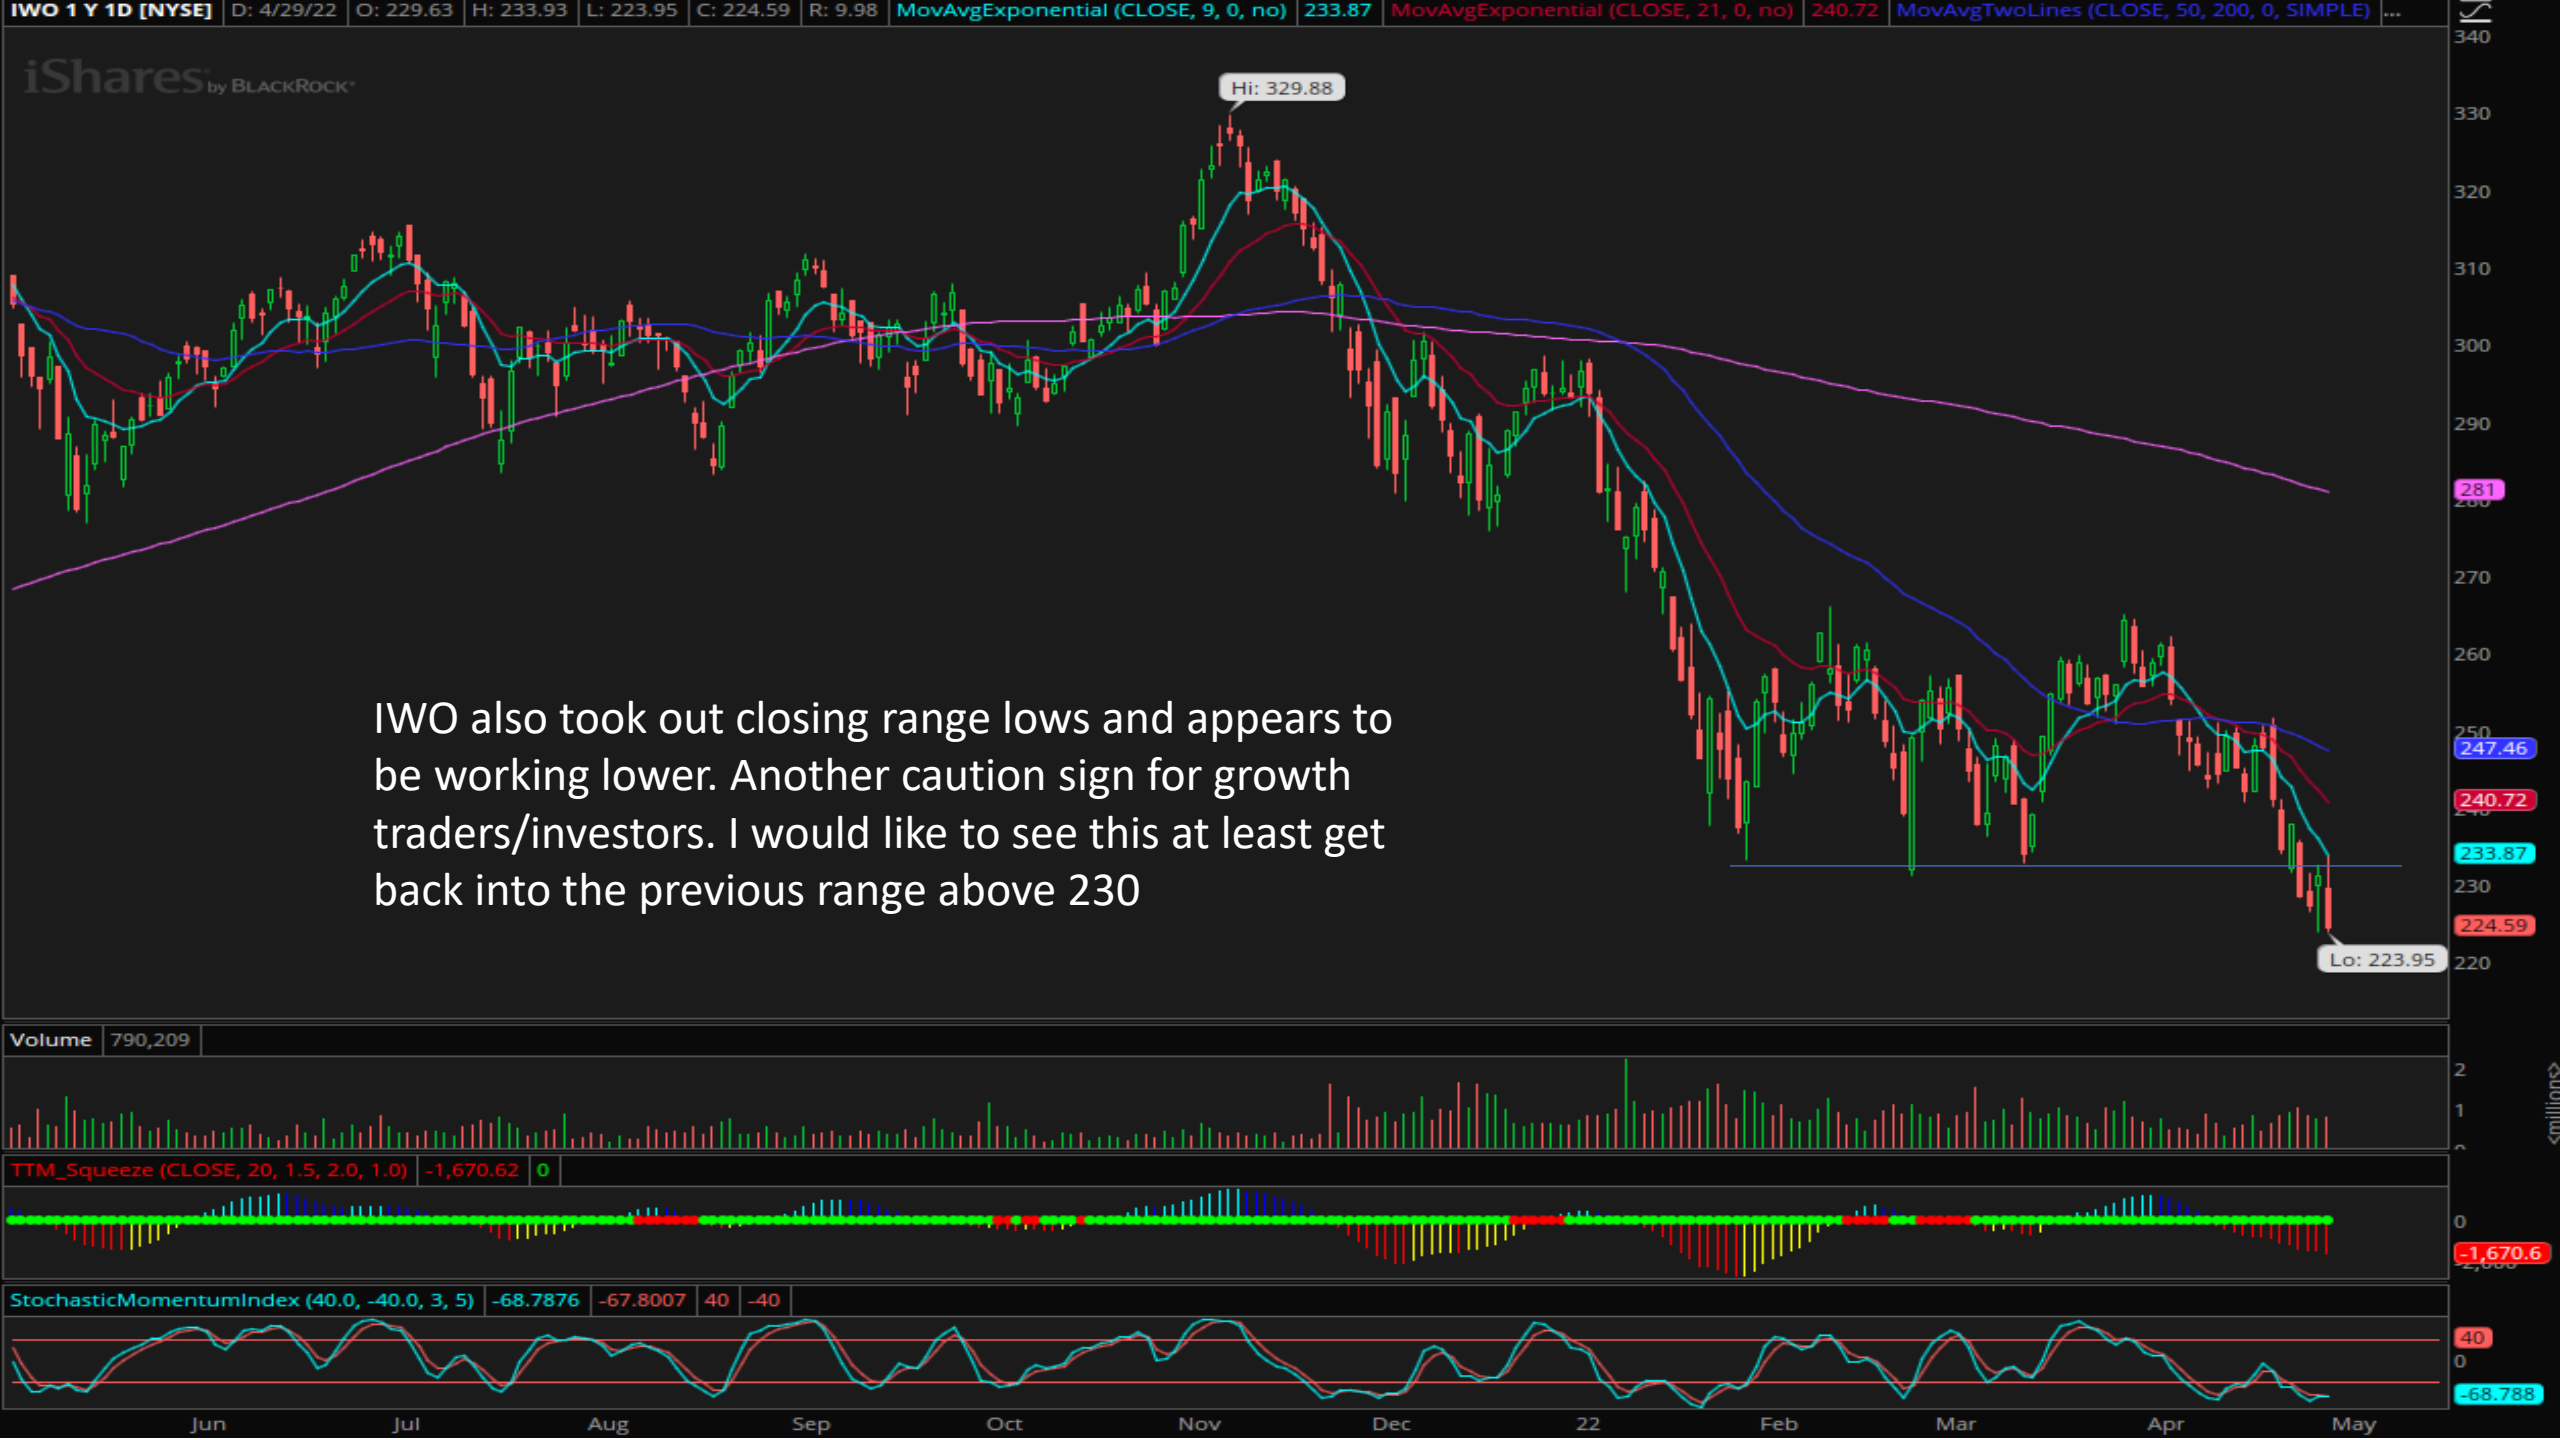 IWO 1 Y 1D [NYSE] D: 4/29/22 O: 229.63 H: 233.93 L: 223.95 C: 224.59 R: 9.98 MovAvgExponential (CLOSE, 9, 0, no) 233.87 MovAvgExponential (CLOSE, 21, 0, no) 240.72 MovAvgTwoLines (CLOSE, 50, 200, 0, SIMPLE) ...
iShares by BLACKROCK®
Hi: 329.88
340
330
320
310
300
290
281
280
270
260
250
247.46
240.72
233.87
230
224.59
220
IWO also took out closing range lows and appears to
be working lower. Another caution sign for growth
traders/investors. I would like to see this at least get
back into the previous range above 230
Lo: 223.95
Volume 790,209
2
1
<millions>
TTM_Squeeze (CLOSE, 20, 1.5, 2.0, 1.0) -1,670.62 0
0
-1,670.6
StochasticMomentumIndex (40.0, -40.0, 3, 5) -68.7876 -67.8007 40 -40
40
0
-68.788
Jun Jul Aug Sep Oct Nov Dec 22 Feb Mar Apr May